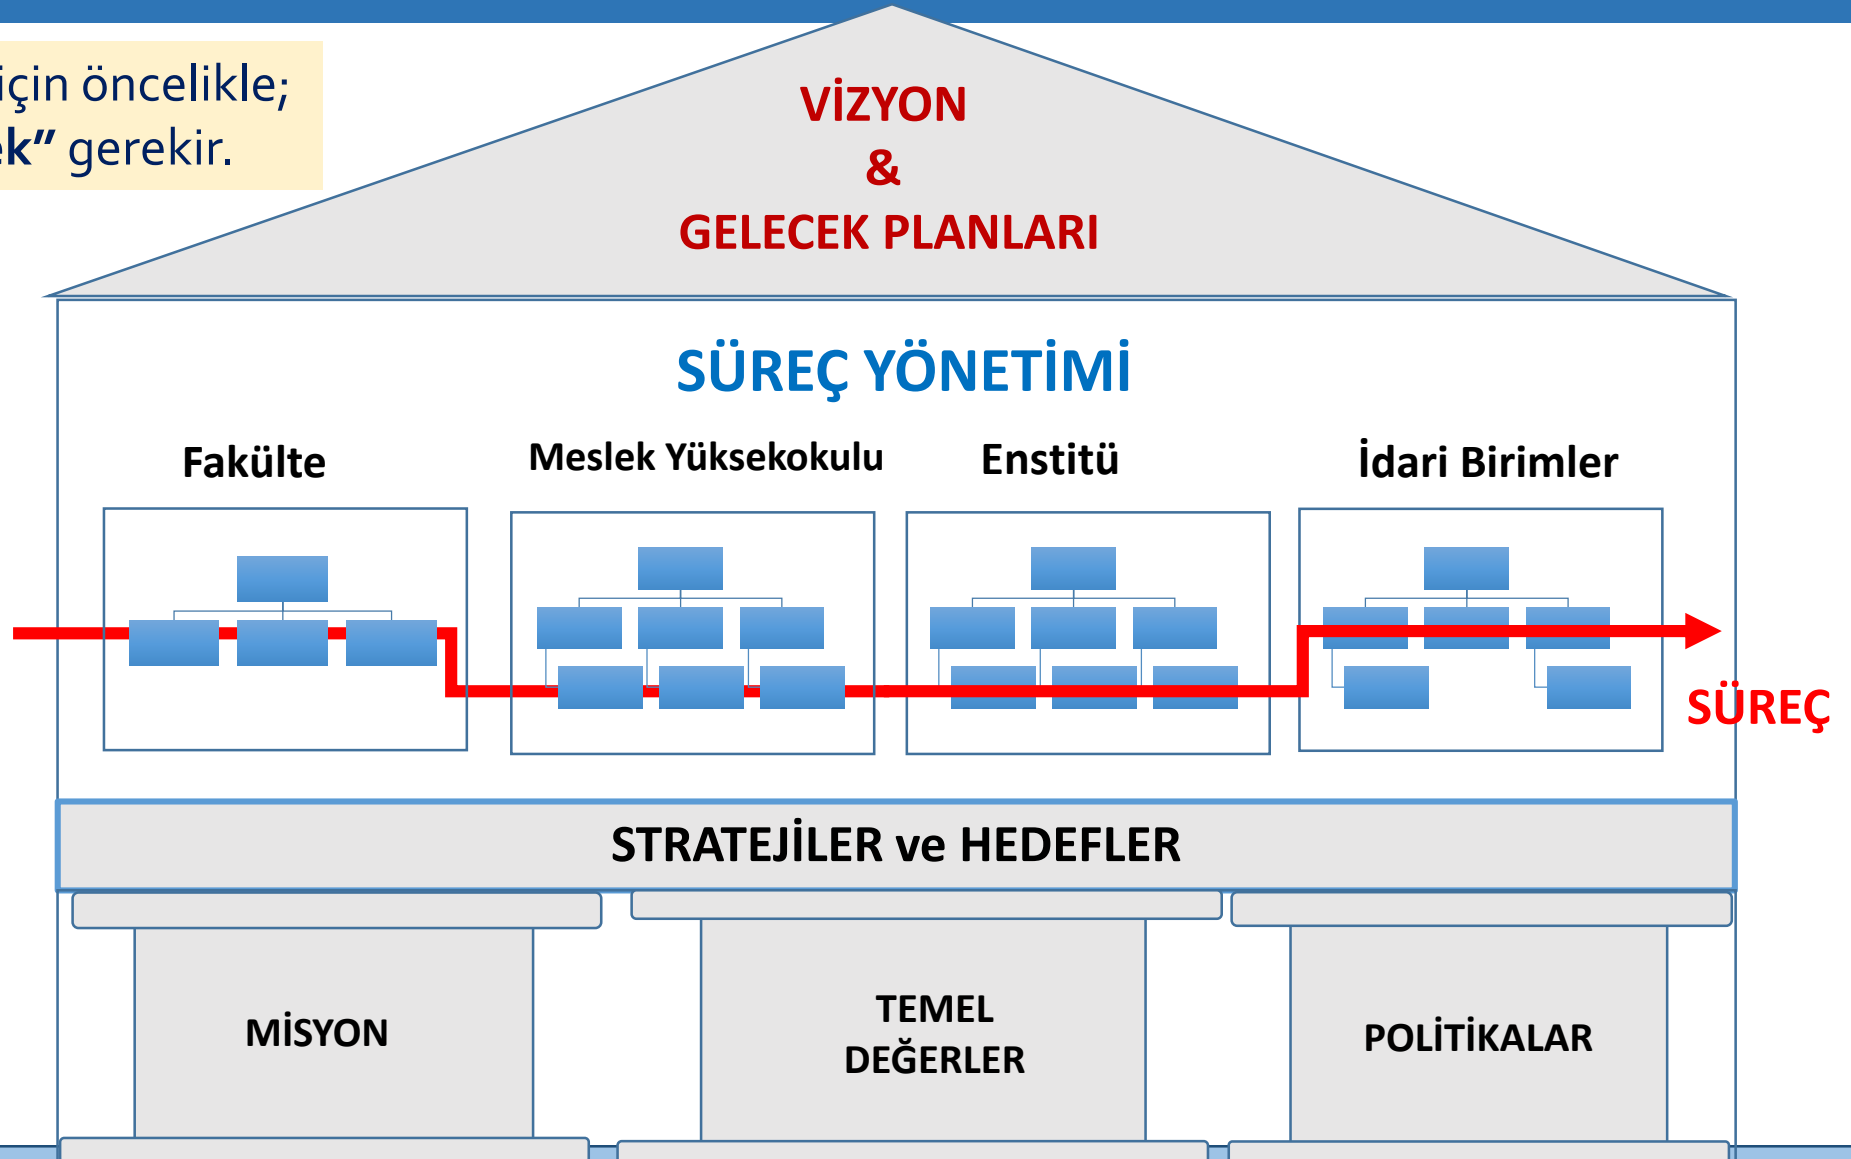 için öncelikle;
ek” gerekir.
VİZYON
&
GELECEK PLANLARI
SÜREÇ YÖNETİMİ
Fakülte
Meslek Yüksekokulu
Enstitü
İdari Birimler
SÜREÇ
STRATEJİLER ve HEDEFLER
MİSYON
TEMEL
DEĞERLER
POLİTİKALAR